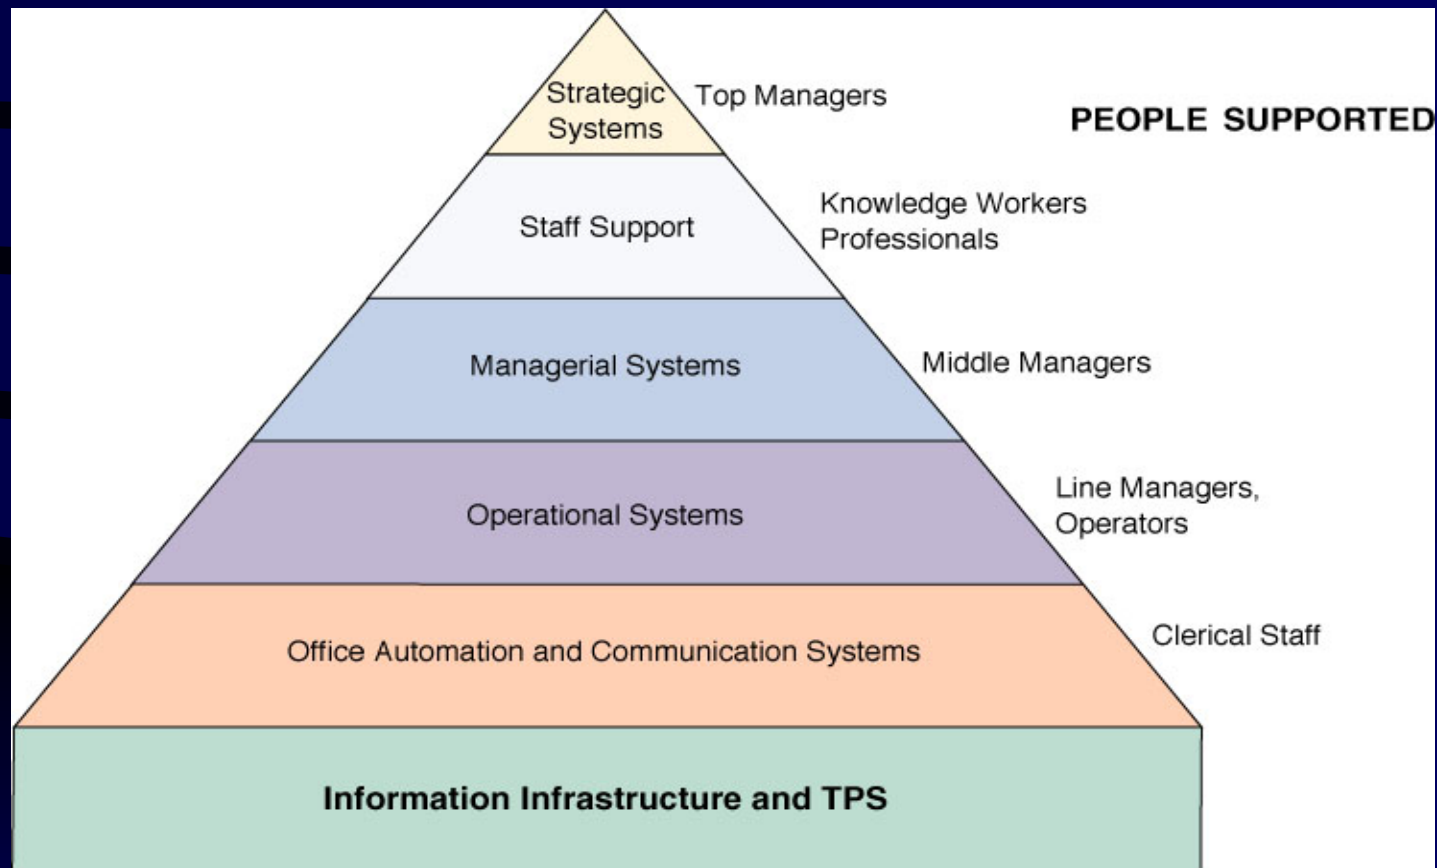 Strategic
Systems
Top Managers
PEOPLE SUPPORTED
Staff Support
Knowledge Workers
Professionals
Managerial Systems
Middle Managers
Operational Systems
Line Managers,
Operators
Office Automation and Communication Systems
Clerical Staff
Information Infrastructure and TPS